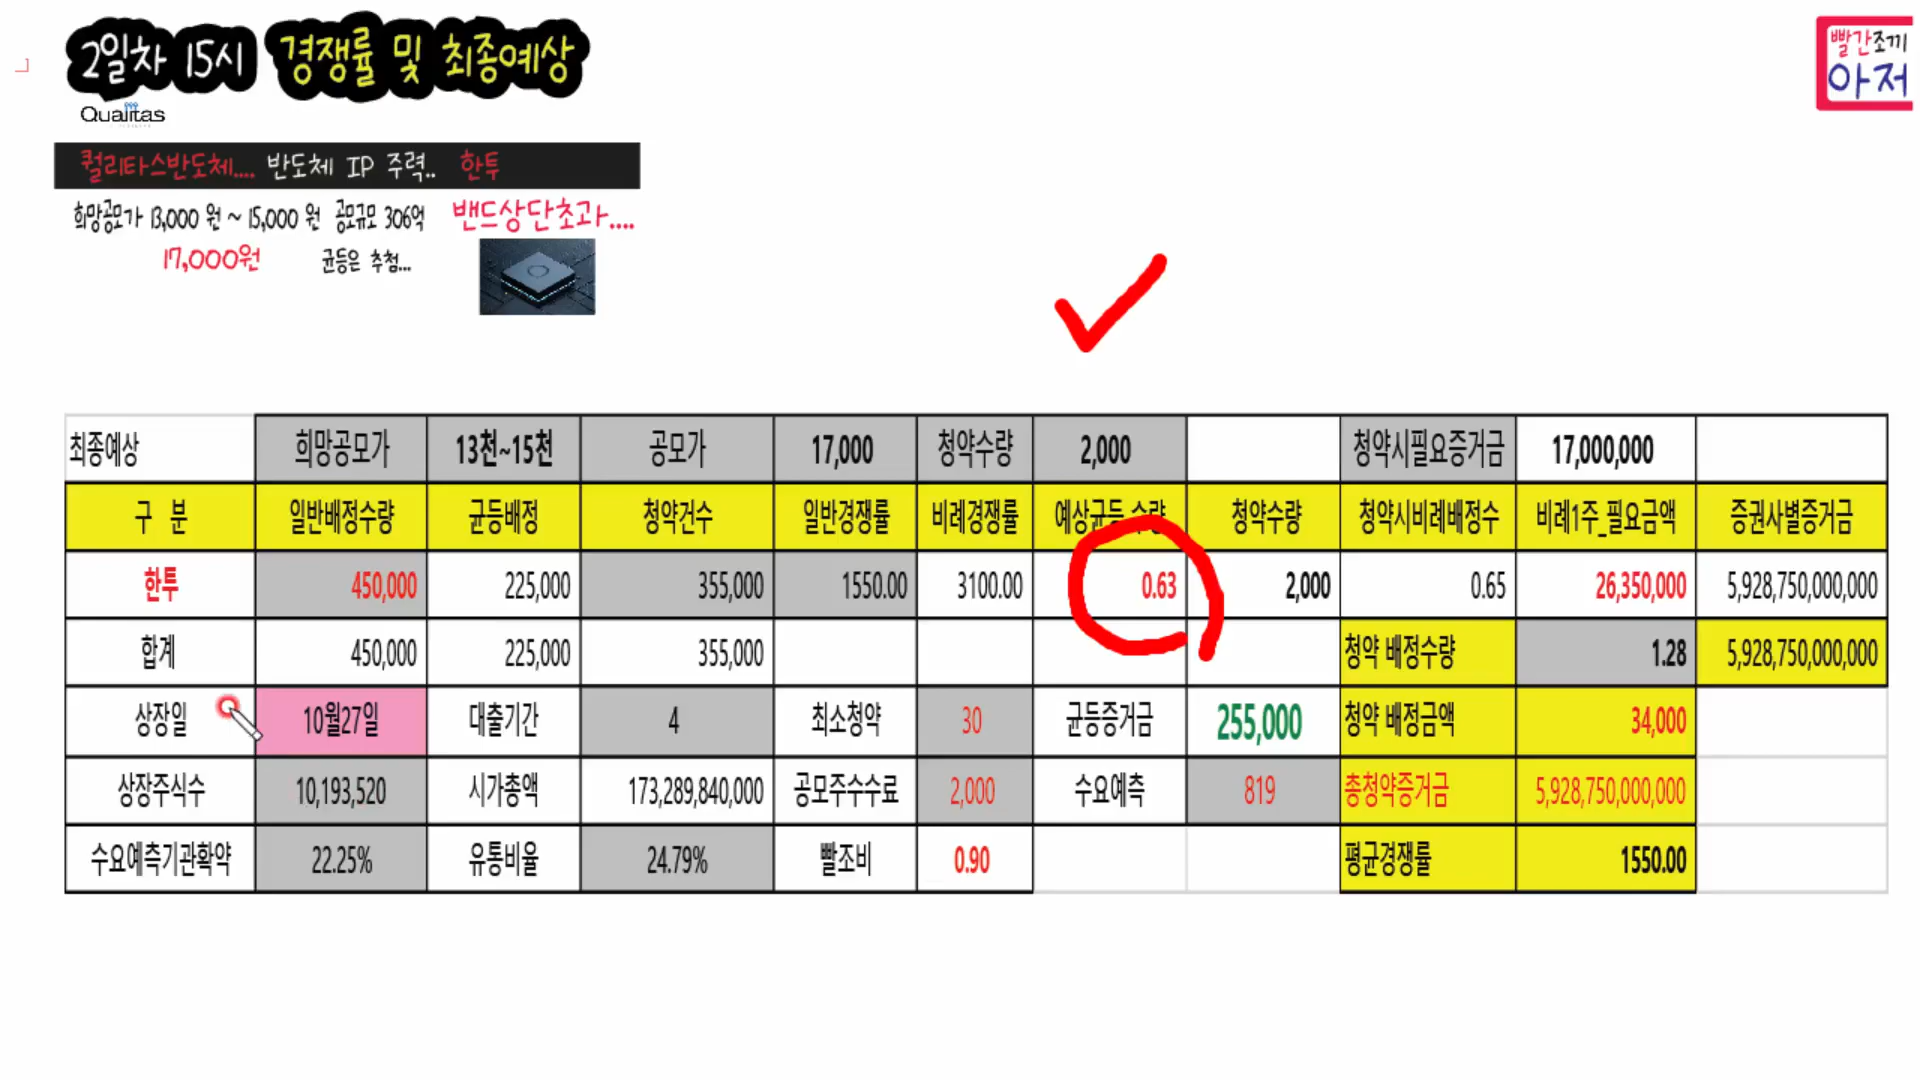 2일차 15시 경쟁률 및 최종예상
빨간조끼
아저
Qualitas
퀄리타스반도체.... 반도체 IP 주력.. 한투
희망공모가 13,000 원 ~ 15,000 원 공모규모 306억 밴드상단초과....
17,000원 균등은 추첨...
최종예상 희망공모가 13천~15천 공모가 17,000 청약수량 2,000 청약시필요증거금 17,000,000
구 분 일반배정수량 균등배정 청약건수 일반경쟁률 비례경쟁률 예상균등 수량 청약수량 청약시비례배정수 비례1주_필요금액 증권사별증거금
한투 450,000 225,000 355,000 1550.00 3100.00 0.63 2,000 0.65 26,350,000 5,928,750,000,000
합계 450,000 225,000 355,000 청약 배정수량 1.28 5,928,750,000,000
상장일 10월27일 대출기간 4 최소청약 30 균등증거금 255,000 청약 배정금액 34,000
상장주식수 10,193,520 시가총액 173,289,840,000 공모주수수료 2,000 수요예측 819 총청약증거금 5,928,750,000,000
수요예측기관확약 22.25% 유통비율 24.79% 빨조비 0.90 평균경쟁률 1550.00